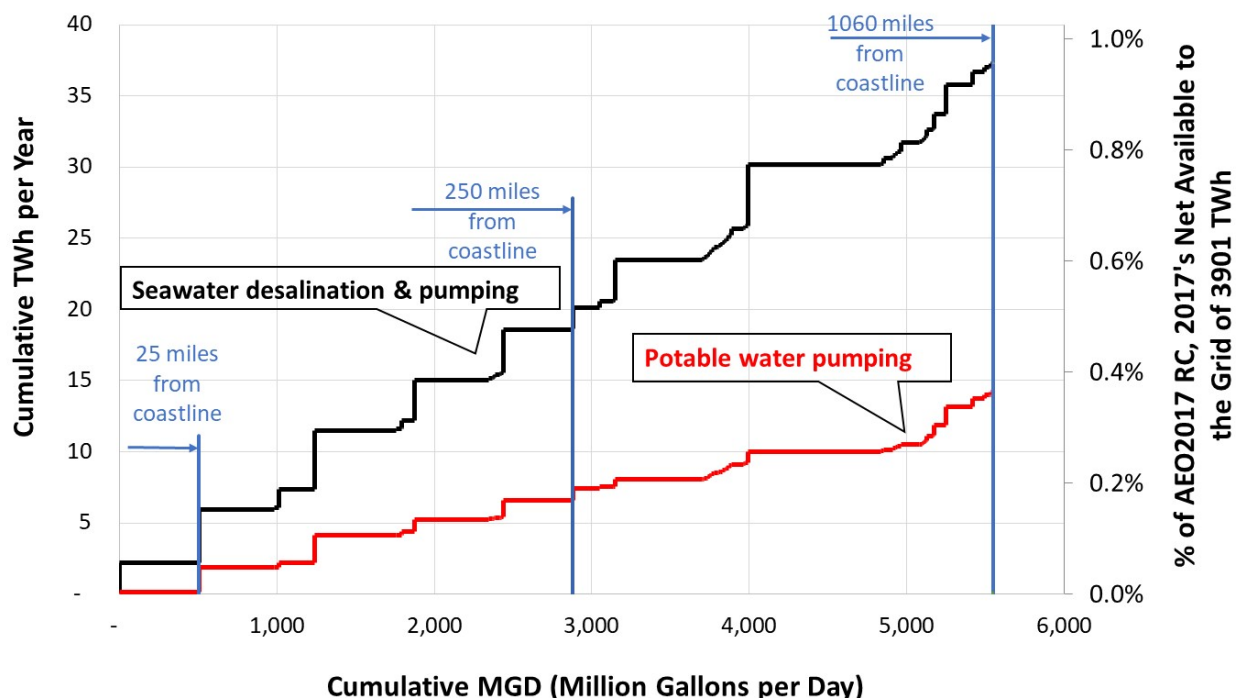 40
35
30
25
20
15
10
5
-
Cumulative TWh per Year
1060 miles
from
coastline
250 miles
from
coastline
25 miles
from
coastline
Seawater desalination & pumping
Potable water pumping
1.0%
0.8%
0.6%
0.4%
0.2%
0.0%
% of AEO2017 RC, 2017's Net Available to
the Grid of 3901 TWh
-
1,000
2,000
3,000
4,000
5,000
6,000
Cumulative MGD (Million Gallons per Day)